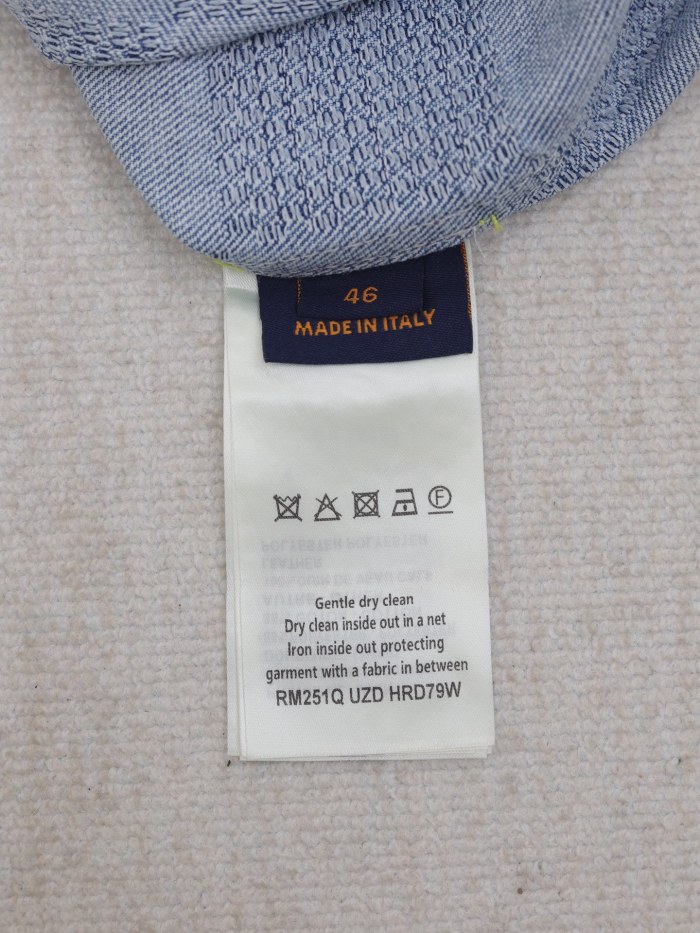 46
MADE IN ITALY
F
Gentle dry clean
Dry clean inside out in a net
Iron inside out protecting
garment with a fabric in between
RM251Q UZD HRD79W